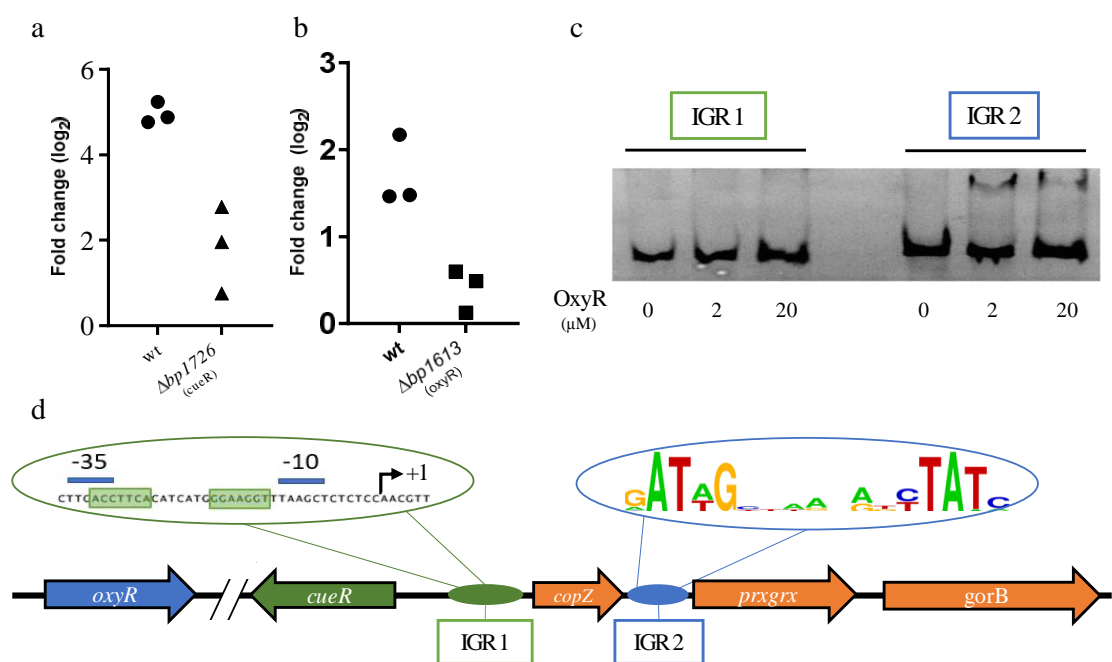 a
Fold change (log2)
6
4
2
0
wt
Δbp1726
(cueR)
b
Fold change (log2)
3
2
1
0
wt
Δbp1613
(oxyR)
c
IGR 1
IGR 2
OxyR
(µM)
0
2
20
0
2
20
d
-35
-10
+1
CTTCACCTTCACATCATGGGAAGGTTTAAGCTCTCTCCAACGTT
GATAG
CTATC
oxyR
cueR
copZ
prxgrx
gorB
IGR 1
IGR 2